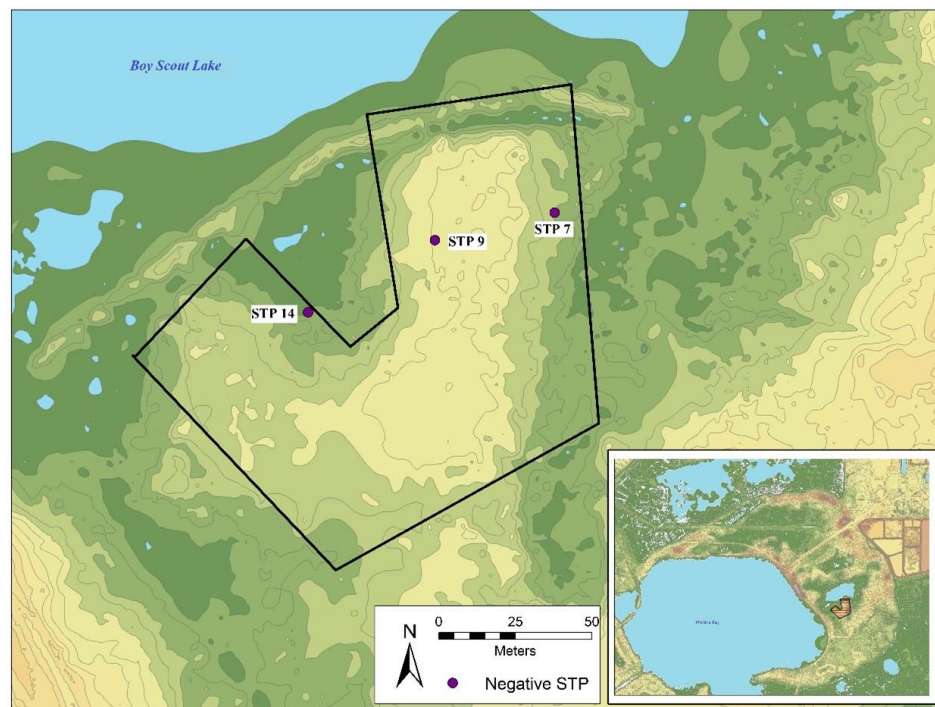 Boy Scout Lake
STP 9
STP 7
STP 14
N
0 25 50
Meters
Negative STP